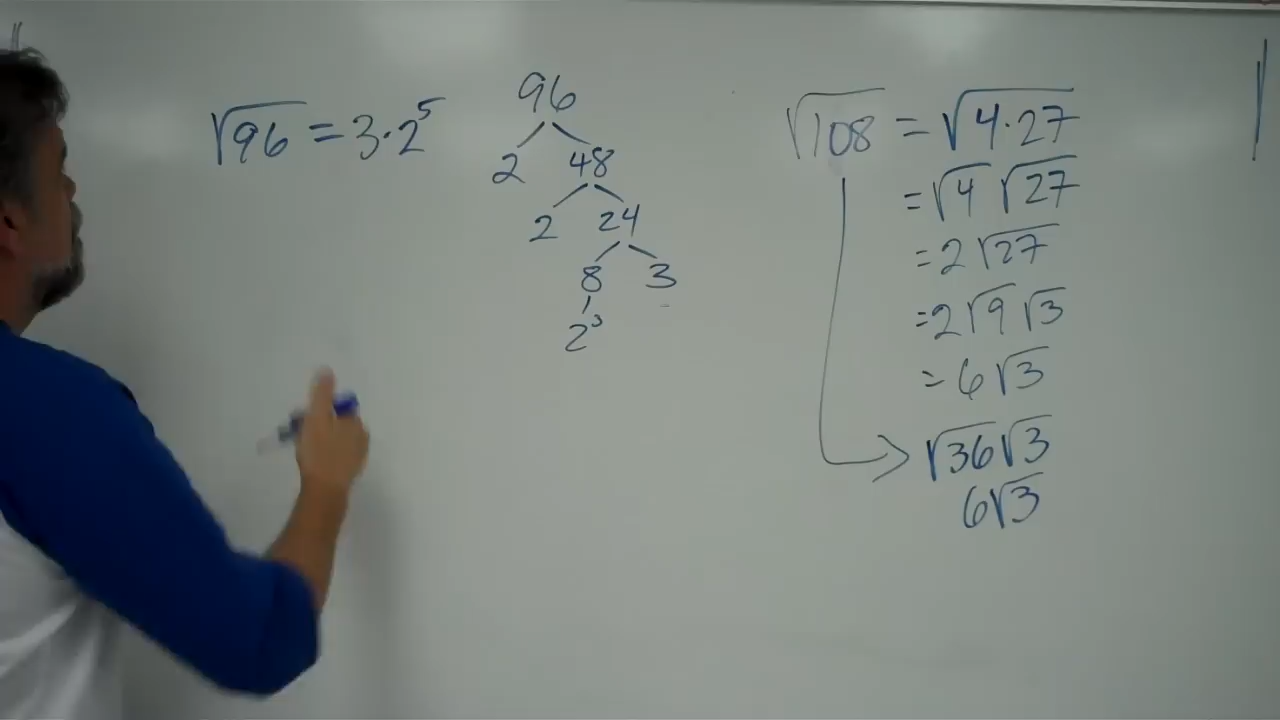 √96 = 3·2⁵
96
2 48
2 24
8 3
2³
√108 = √4·27
= √4 √27
= 2√27
= 2√9 √3
= 6√3
√36√3
6√3